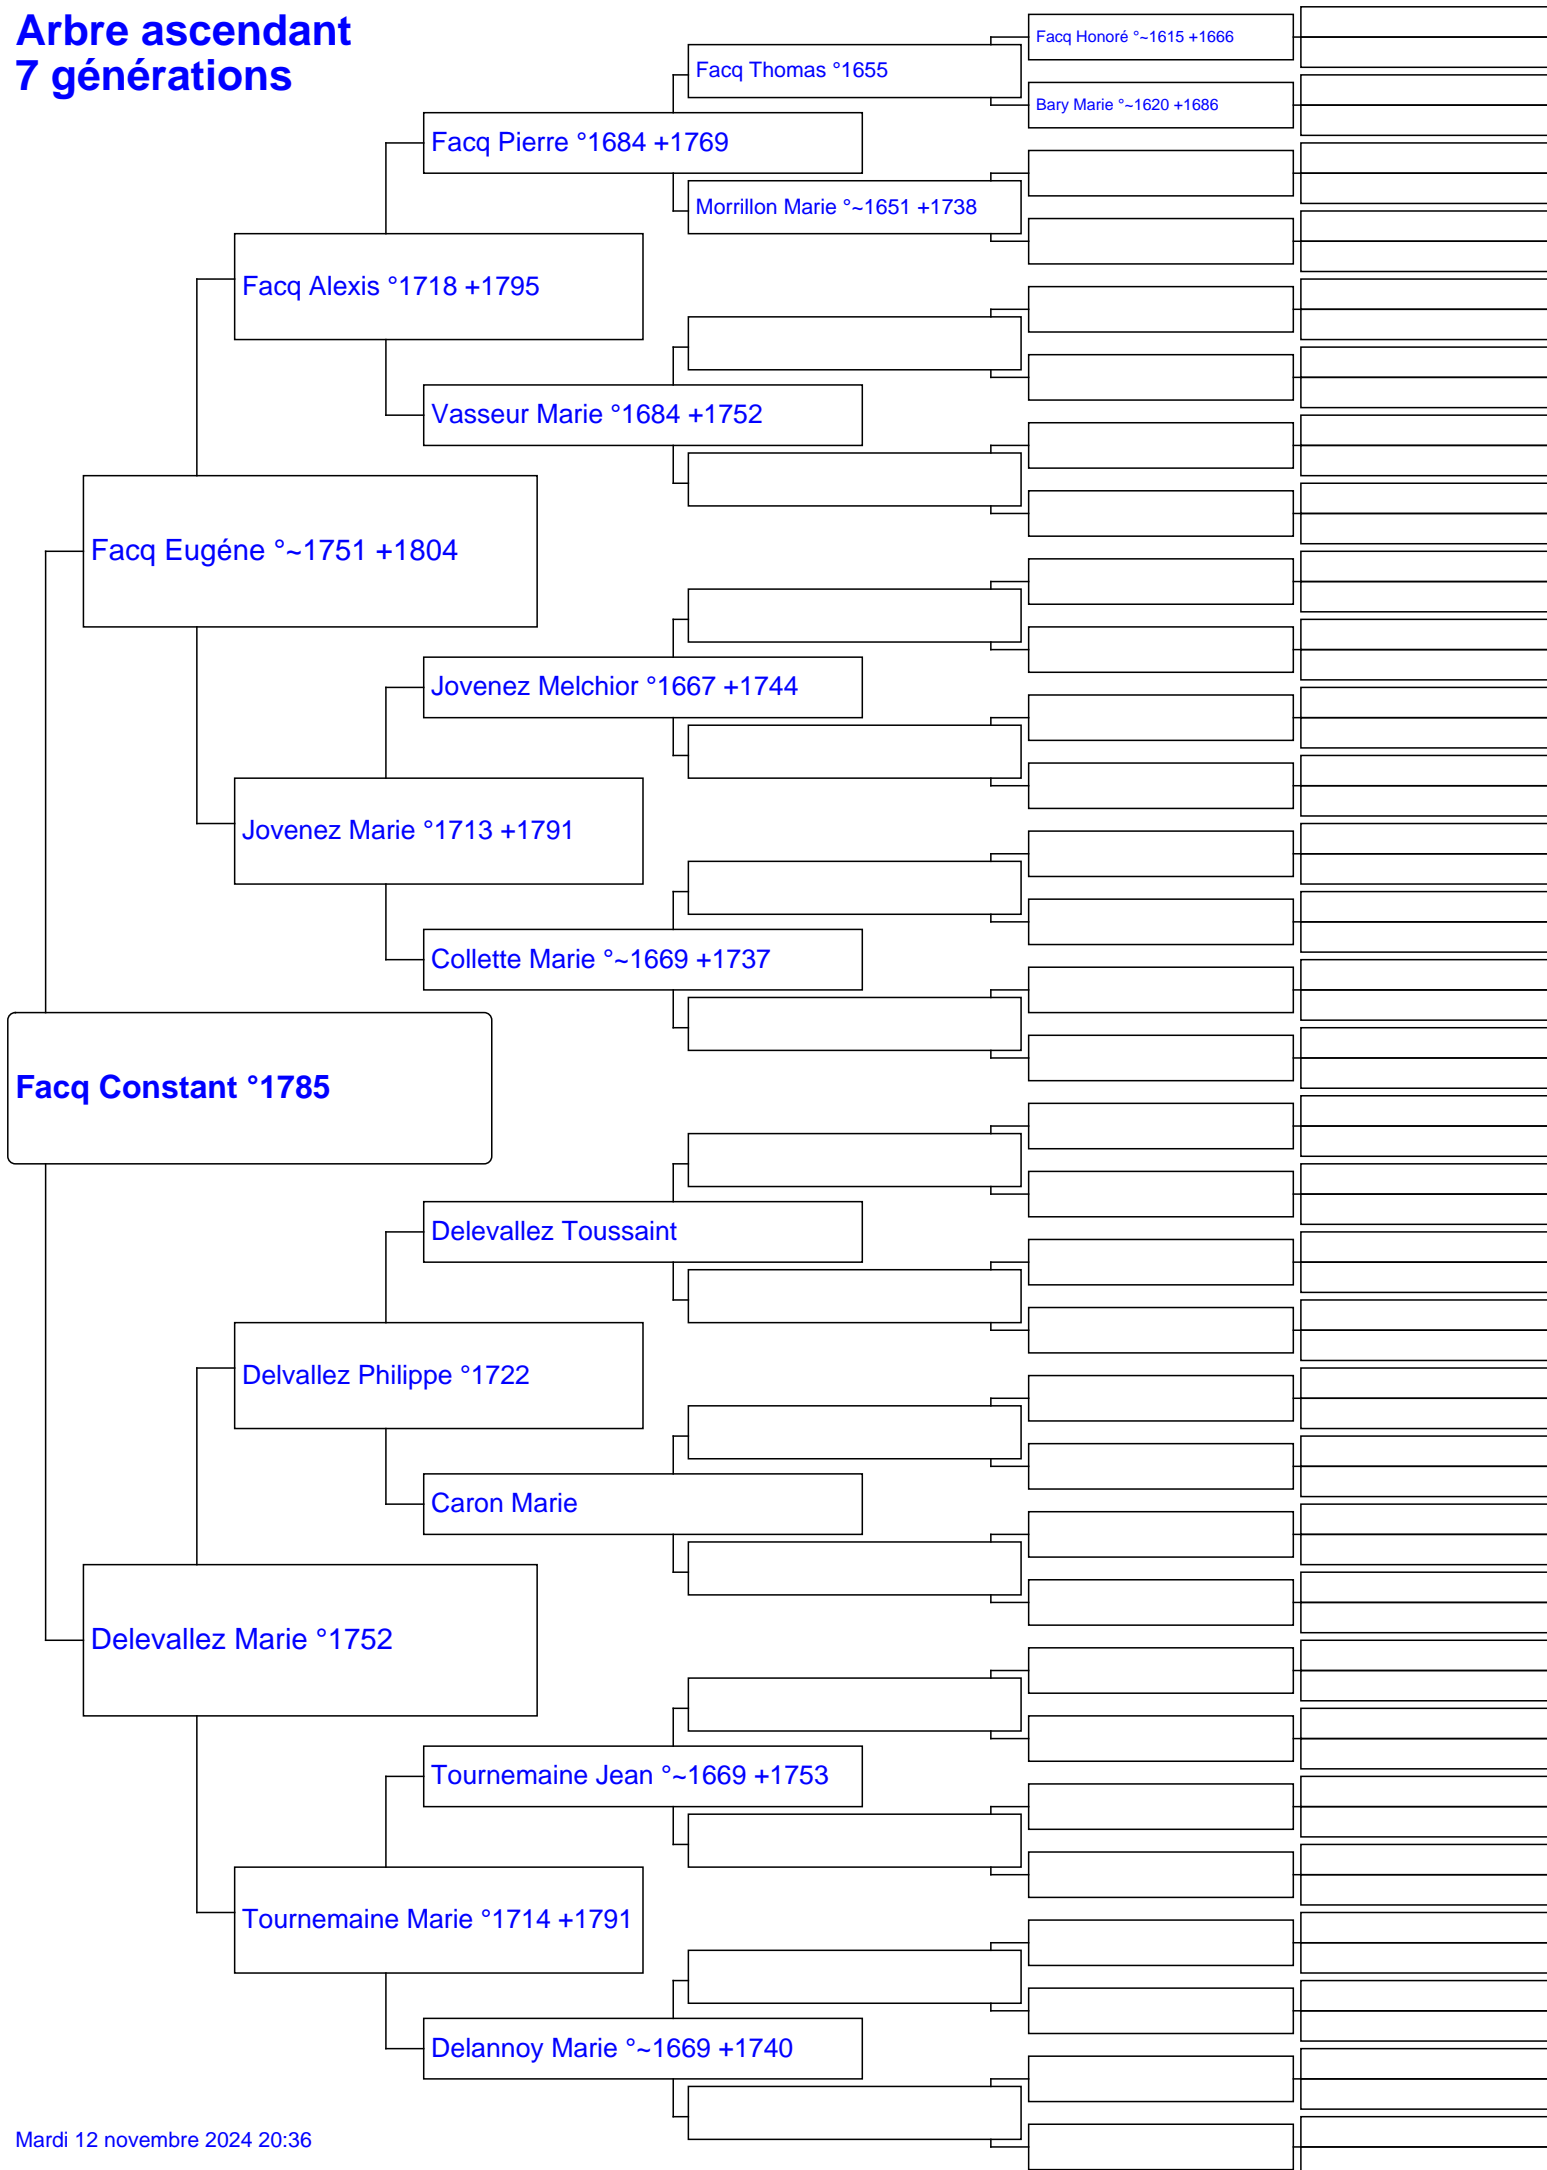 Arbre ascendant
7 générations
Facq Honoré °~1615 +1666
Facq Thomas °1655
Bary Marie °~1620 +1686
Facq Pierre °1684 +1769
Morrillon Marie °~1651 +1738
Facq Alexis °1718 +1795
Vasseur Marie °1684 +1752
Facq Eugéne °~1751 +1804
Jovenez Melchior °1667 +1744
Jovenez Marie °1713 +1791
Collette Marie °~1669 +1737
Facq Constant °1785
Delevallez Toussaint
Delvallez Philippe °1722
Caron Marie
Delevallez Marie °1752
Tournemaine Jean °~1669 +1753
Tournemaine Marie °1714 +1791
Delannoy Marie °~1669 +1740
Mardi 12 novembre 2024 20:36